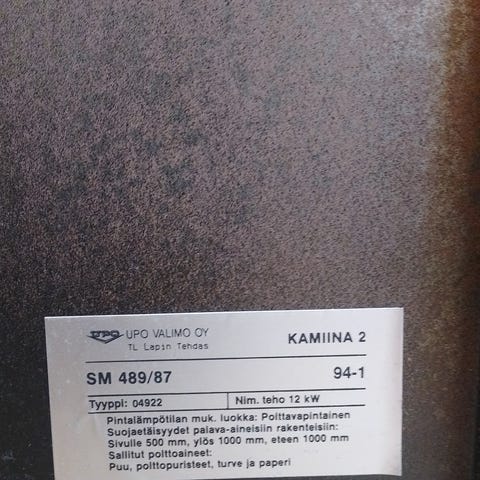 UPO UPO VALIMO OY KAMIINA 2
TL Lapin Tehdas
SM 489/87 94-1
Tyyppi: 04922 Nim. teho 12 kW
Pintalämpötilan muk. luokka: Polttavapintainen
Suojaetäisyydet palava-aineisiin rakenteisiin:
Sivulle 500 mm, ylös 1000 mm, eteen 1000 mm
Sallitut polttoaineet:
Puu, polttopuristeet, turve ja paperi